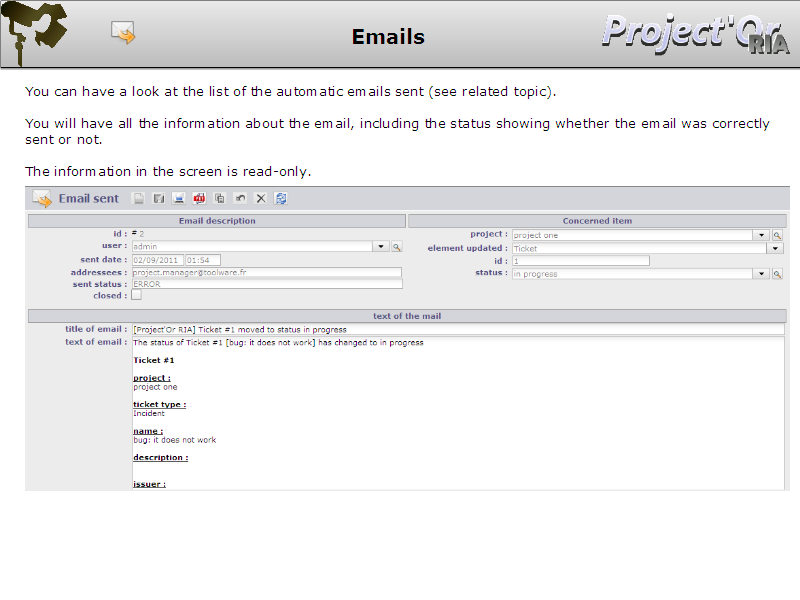 Emails
Project'Or
RIA
You can have a look at the list of the automatic emails sent (see related topic).
You will have all the information about the email, including the status showing whether the email was correctly
sent or not.
The information in the screen is read-only.
Email sent
Email description
id : # 2
user : admin
sent date : 02/09/2011 01:54
addressees : project.manager@toolware.fr
sent status : ERROR
closed :
Concerned item
project : project one
element updated : Ticket
id : 1
status : in progress
text of the mail
title of email : [Project'Or RIA] Ticket #1 moved to status in progress
text of email : The status of Ticket #1 [bug: it does not work] has changed to in progress
Ticket #1
project :
project one
ticket type :
Incident
name :
bug: it does not work
description :
issuer :